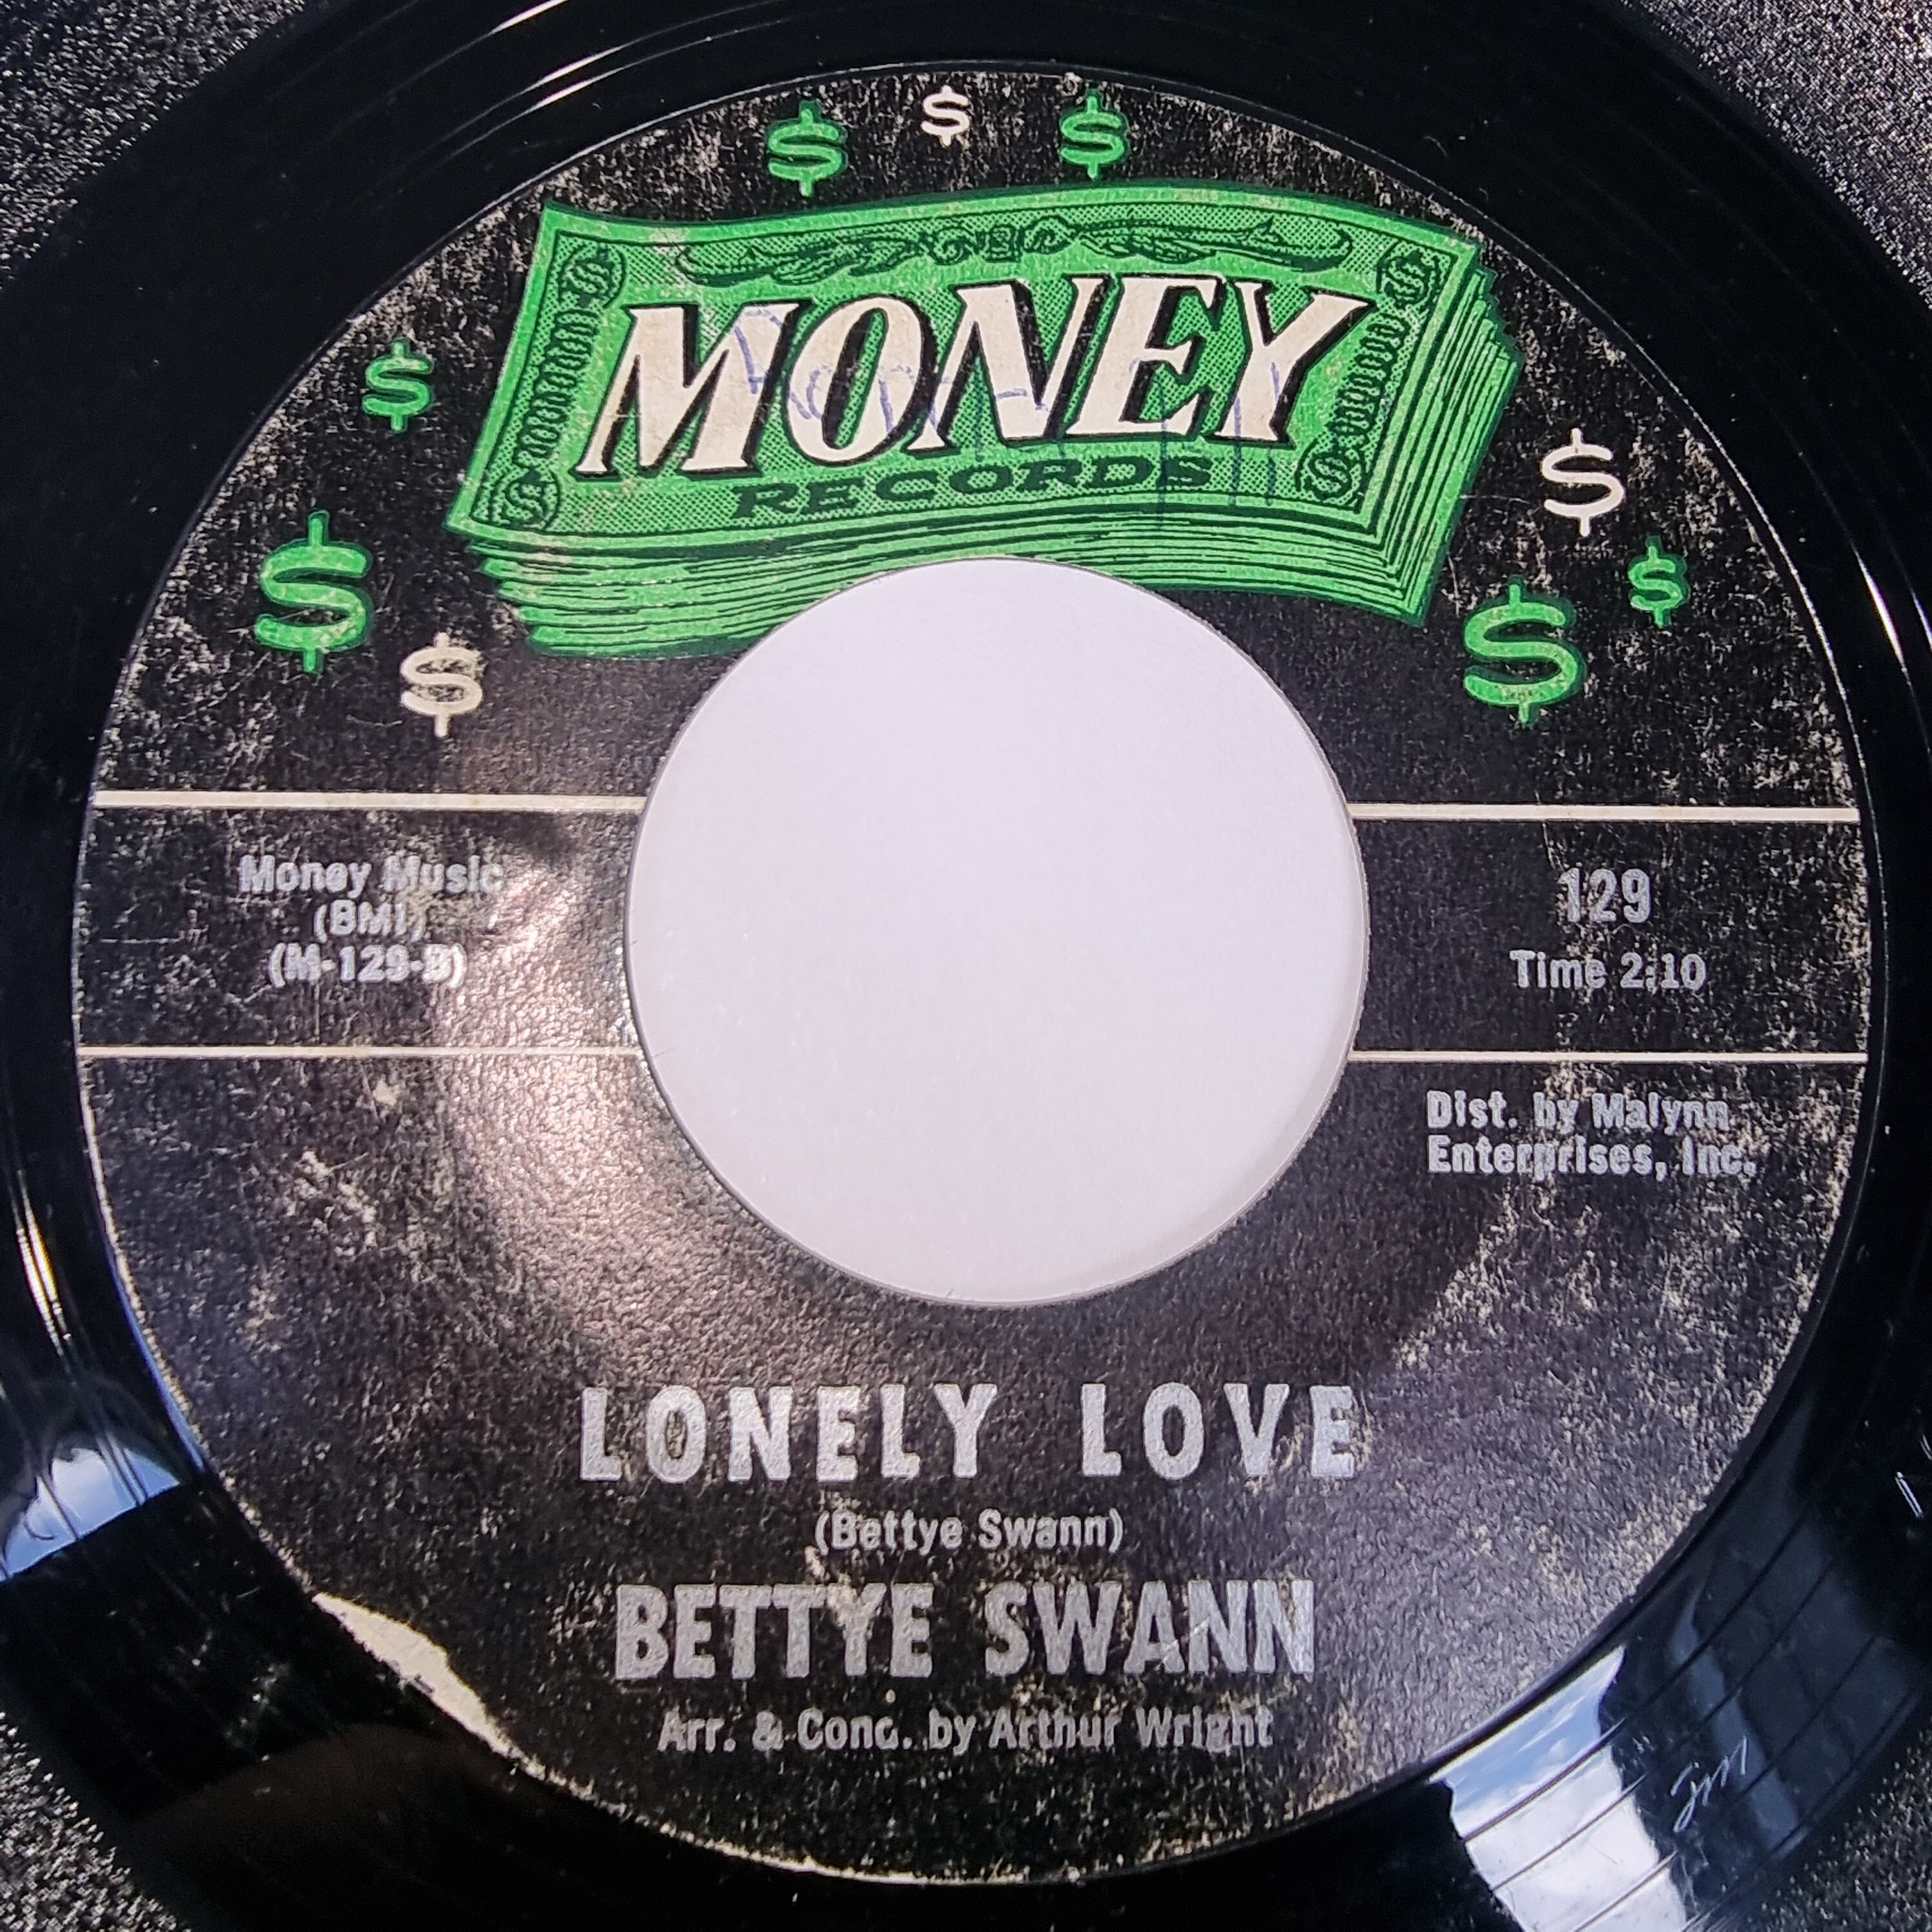 MONEY
RECORDS
Money Music
(BMI)
(M-129-B)
129
Time 2:10
Dist. by Malynn
Enterprises, Inc.
LONELY LOVE
(Bettye Swann)
BETTYE SWANN
Arr. & Cond. by Arthur Wright